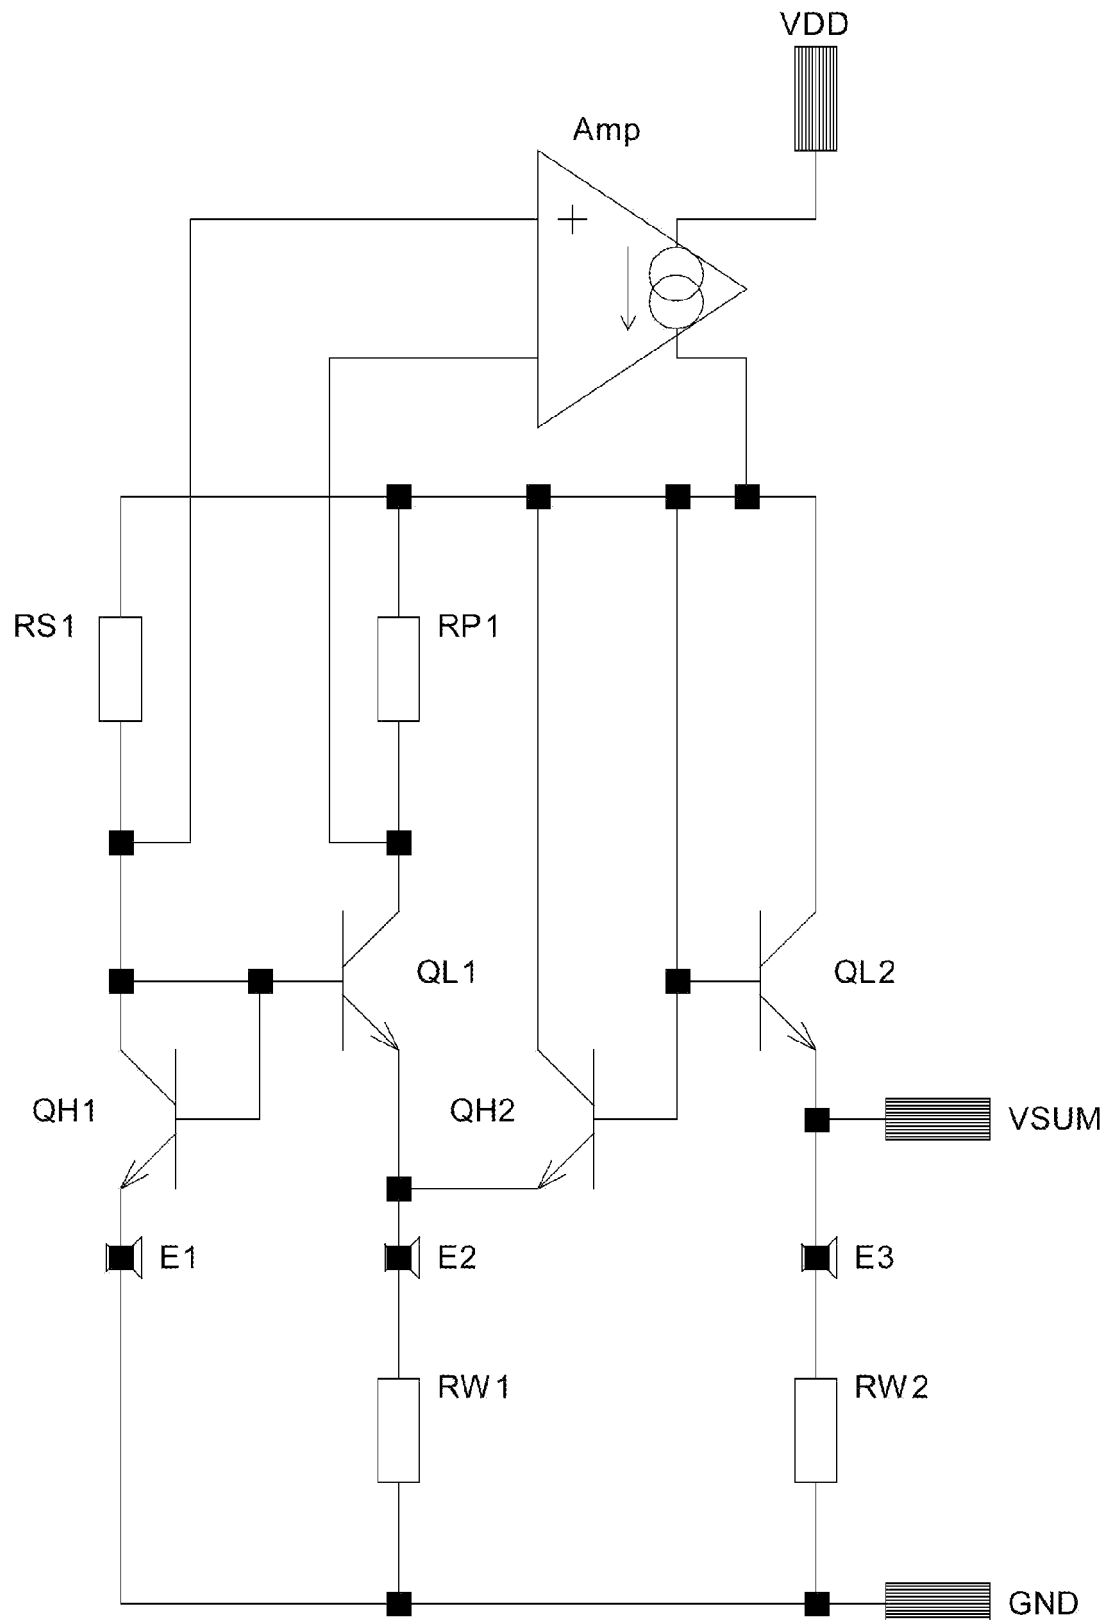 VDD
Amp
+
RS1
RP1
QL1
QL2
QH1
QH2
VSUM
E1
E2
E3
RW1
RW2
GND